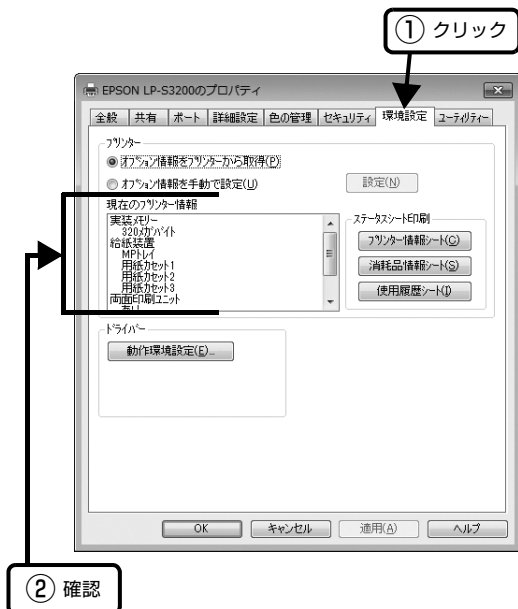 ① クリック
EPSON LP-S3200のプロパティ
全般 共有 ポート 詳細設定 色の管理 セキュリティ 環境設定 ユーティリティー
プリンター
オプション情報をプリンターから取得(P)
オプション情報を手動で設定(U)
設定(N)
現在のプリンター情報
実装メモリー
320メガバイト
給紙装置
MPトレイ
用紙カセット1
用紙カセット2
用紙カセット3
両面印刷ユニット
ステータスシート印刷
プリンター情報シート(C)
消耗品情報シート(S)
使用履歴シート(I)
ドライバー
動作環境設定(E)...
OK キャンセル 適用(A) ヘルプ
② 確認